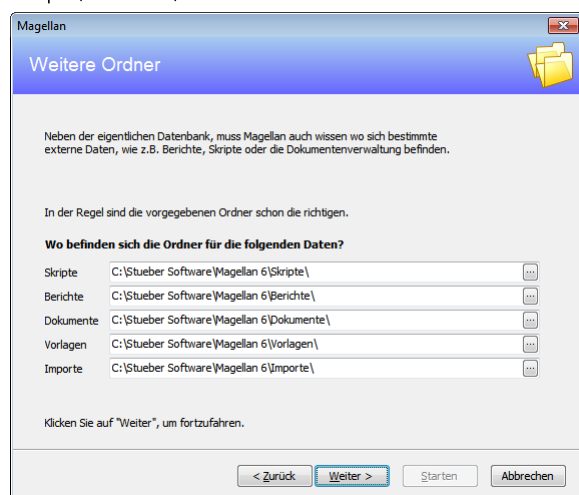 Magellan
Weitere Ordner
Neben der eigentlichen Datenbank, muss Magellan auch wissen wo sich bestimmte
externe Daten, wie z.B. Berichte, Skripte oder die Dokumentenverwaltung befinden.
In der Regel sind die vorgegebenen Ordner schon die richtigen.
Wo befinden sich die Ordner für die folgenden Daten?
Skripte C:\Stueber Software\Magellan 6\Skripte\ ...
Berichte C:\Stueber Software\Magellan 6\Berichte\ ...
Dokumente C:\Stueber Software\Magellan 6\Dokumente\ ...
Vorlagen C:\Stueber Software\Magellan 6\Vorlagen\ ...
Importe C:\Stueber Software\Magellan 6\Importe\ ...
Klicken Sie auf "Weiter", um fortzufahren.
< Zurück Weiter > Starten Abbrechen